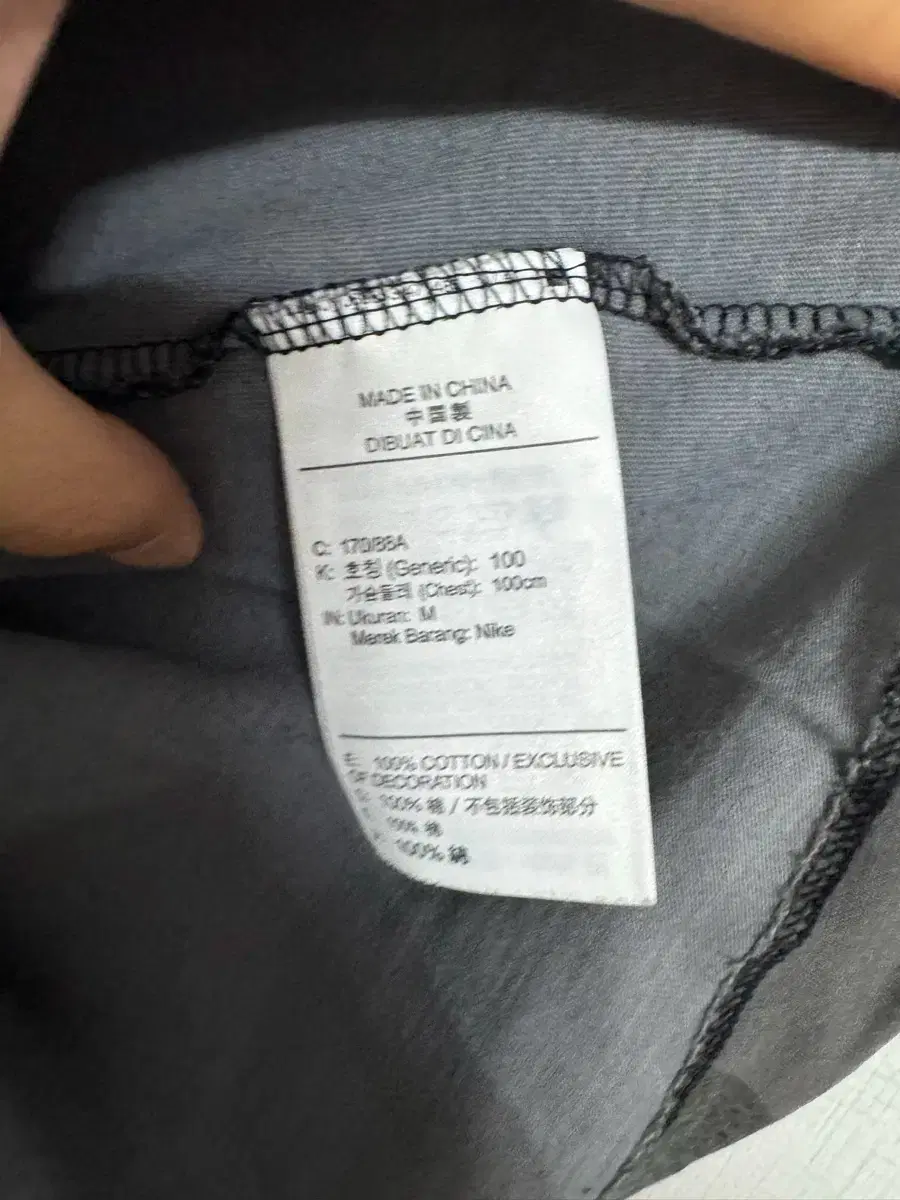 MADE IN CHINA
中国製
DIBUAT DI CINA
C: 170/88A
K: 호칭 (Generic): 100
가슴둘레 (Chest): 100cm
IN: Ukuran: M
Merek Barang: Nike
E: 100% COTTON / EXCLUSIVE
OF DECORATION
100% 棉 / 不包括装饰部分
100% 棉
100% 綿